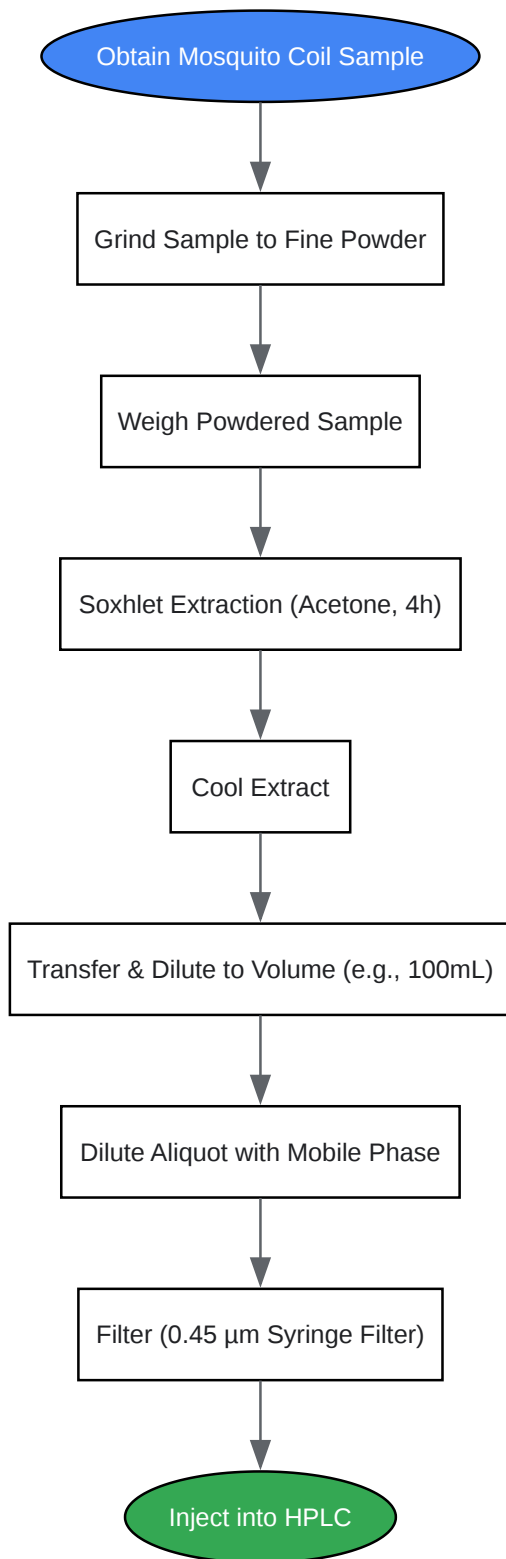 Obtain Mosquito Coil Sample
Grind Sample to Fine Powder
Weigh Powdered Sample
Soxhlet Extraction (Acetone, 4h)
Cool Extract
Transfer & Dilute to Volume (e.g., 100mL)
Dilute Aliquot with Mobile Phase
Filter (0.45 µm Syringe Filter)
Inject into HPLC